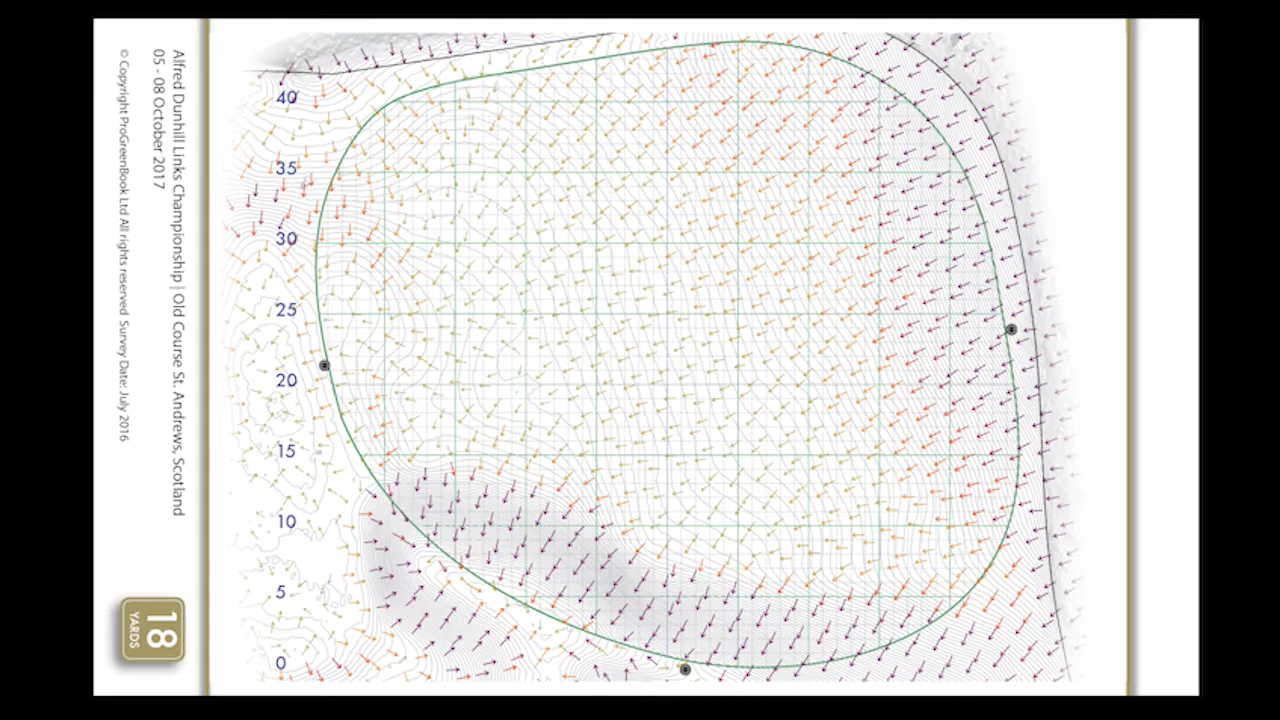 Alfred Dunhill Links Championship | Old Course St. Andrews, Scotland
05 - 08 October 2017
© Copyright ProGreenBook Ltd All rights reserved Survey Date: July 2016
18
YARDS
40
35
30
25
20
15
10
5
0